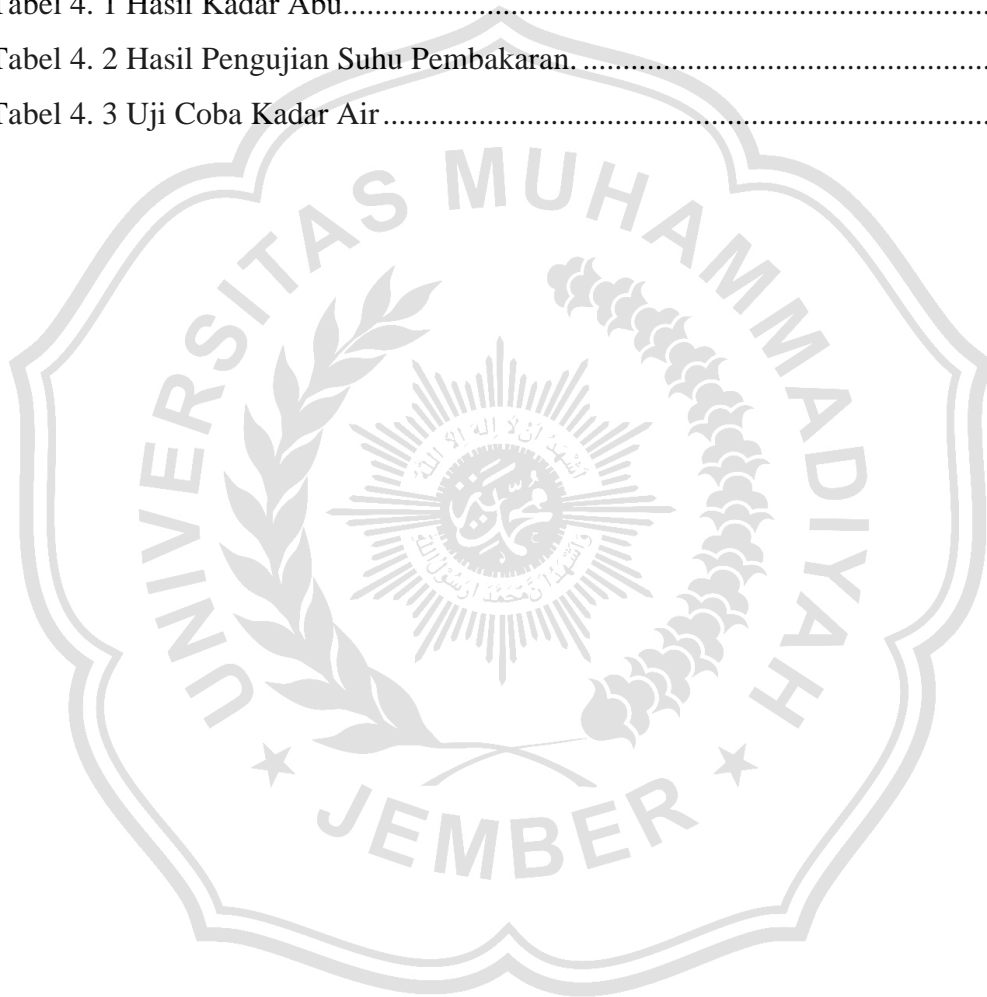 Tabel 4. 1 Hasil Kadar Abu....................................................................................
Tabel 4. 2 Hasil Pengujian Suhu Pembakaran. ....................................................
Tabel 4. 3 Uji Coba Kadar Air..............................................................................
UNIVERSITAS MUHAMMADIYAH
JEMBER